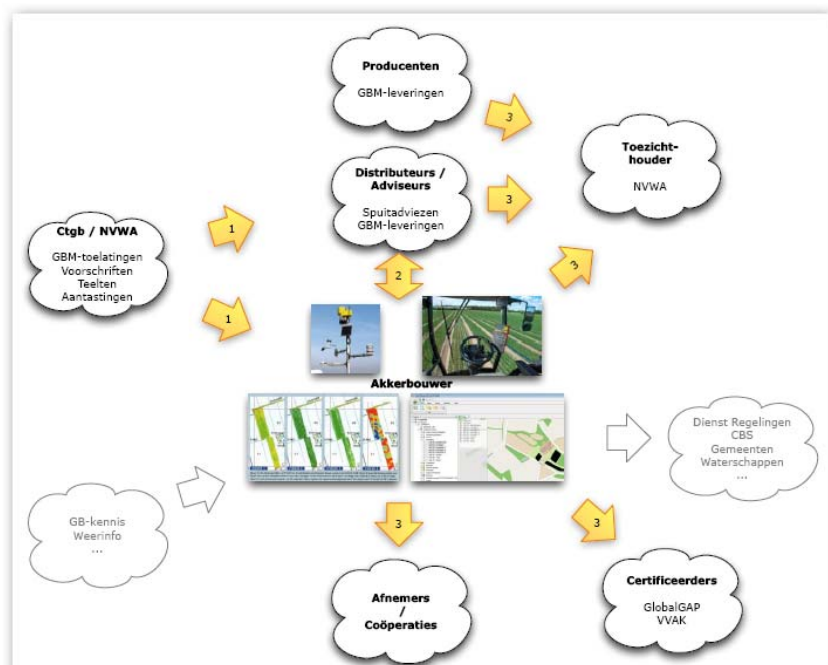 Producenten
GBM-leveringen
3
Toezicht-
houder
NVWA
Distributeurs /
Adviseurs
Spuitadviezen
GBM-leveringen
3
Ctgb / NVWA
GBM-toelatingen
Voorschriften
Teelten
Aantastingen
1
1
2
3
Akkerbouwer
Dienst Regelingen
CBS
Gemeenten
Waterschappen
...
GB-kennis
Weerinfo
...
3
3
Afnemers
/
Coöperaties
Certificeerders
GlobalGAP
VVAK